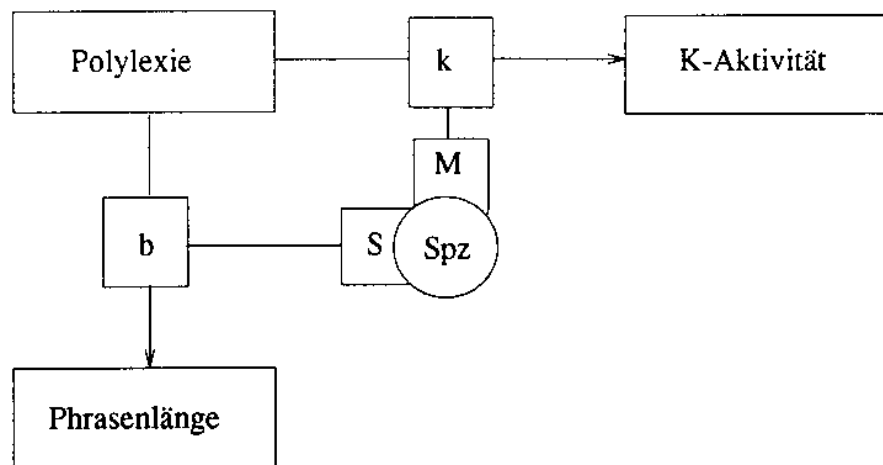 Polylexie
k
K-Aktivität
M
b
S
Spz
Phrasenlänge